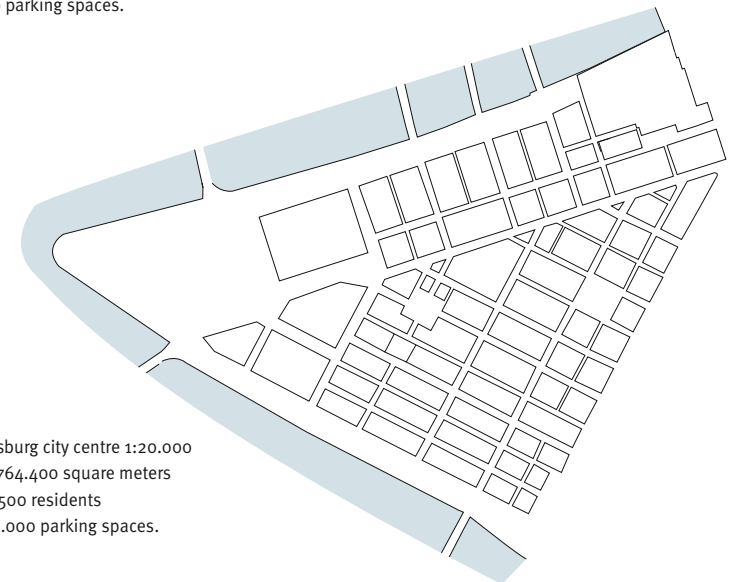 parking spaces.
sburg city centre 1:20.000
764.400 square meters
500 residents
.000 parking spaces.